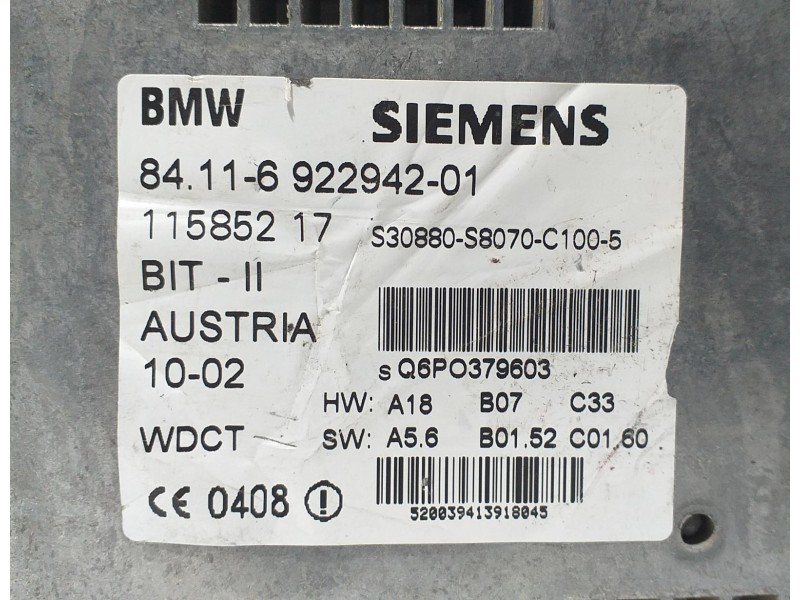 BMW SIEMENS
84.11-6 922942-01
115852 17 S30880-S8070-C100-5
BIT - II
AUSTRIA
s Q6PO379603
10-02
HW: A18 B07 C33
WDCT SW: A5.6 B01.52 C01.60
CE 0408
520039413918045